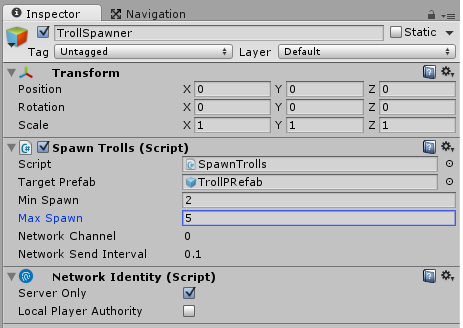 Inspector Navigation
TrollSpawner Static
Tag Untagged Layer Default
Transform
Position X 0 Y 0 Z 0
Rotation X 0 Y 0 Z 0
Scale X 1 Y 1 Z 1
Spawn Trolls (Script)
Script SpawnTrolls
Target Prefab TrollPRefab
Min Spawn 2
Max Spawn 5
Network Channel 0
Network Send Interval 0.1
Network Identity (Script)
Server Only
Local Player Authority